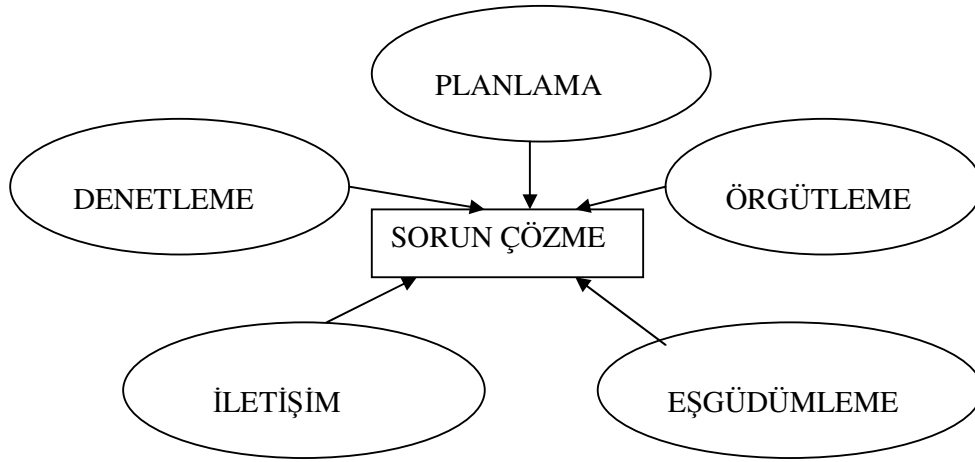 PLANLAMA
DENETLEME
ÖRGÜTLEME
SORUN ÇÖZME
İLETİŞİM
EŞGÜDÜMLEME